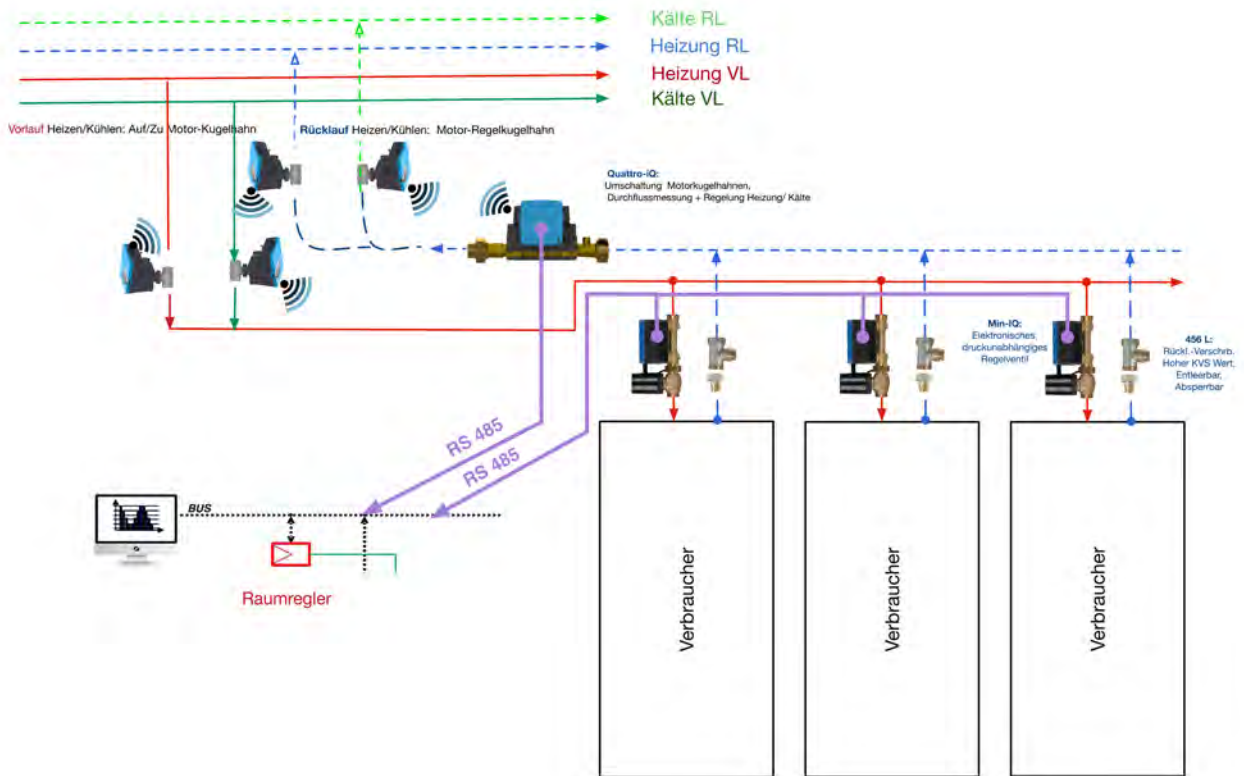 Kälte RL
Heizung RL
Heizung VL
Kälte VL
Vorlauf Heizen/Kühlen: Auf/Zu Motor-Kugelhahn
Rücklauf Heizen/Kühlen: Motor-Regelkugelhahn
Quattro-iQ:
Umschaltung Motorkugelhahnen,
Durchflussmessung + Regelung Heizung/ Kälte
Min-IQ:
Elektronisches,
druckunabhängiges
Regelventil
456 L:
Rückl.-Verschrb.
Hoher KVS Wert,
Entleerbar,
Absperrbar
RS 485
RS 485
BUS
Raumregler
Verbraucher
Verbraucher
Verbraucher